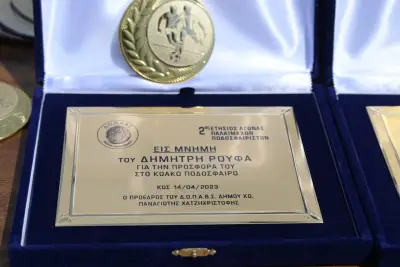 2ος ΕΤΗΣΙΟΣ ΑΓΩΝΑΣ
ΠΑΛΑΙΜΑΧΩΝ
ΠΟΔΟΣΦΑΙΡΙΣΤΩΝ
ΕΙΣ ΜΝΗΜΗ
ΤΟΥ ΔΗΜΗΤΡΗ ΡΟΥΦΑ
ΓΙΑ ΤΗΝ ΠΡΟΣΦΟΡΑ ΤΟΥ
ΣΤΟ ΚΩΑΚΟ ΠΟΔΟΣΦΑΙΡΟ
ΚΩΣ 14/04/2023
Ο ΠΡΟΕΔΡΟΣ ΤΟΥ Δ.Ο.Π.Α.Β.Σ. ΔΗΜΟΥ ΚΩ.
ΠΑΝΑΓΙΩΤΗΣ ΧΑΤΖΗΧΡΙΣΤΟΦΗΣ